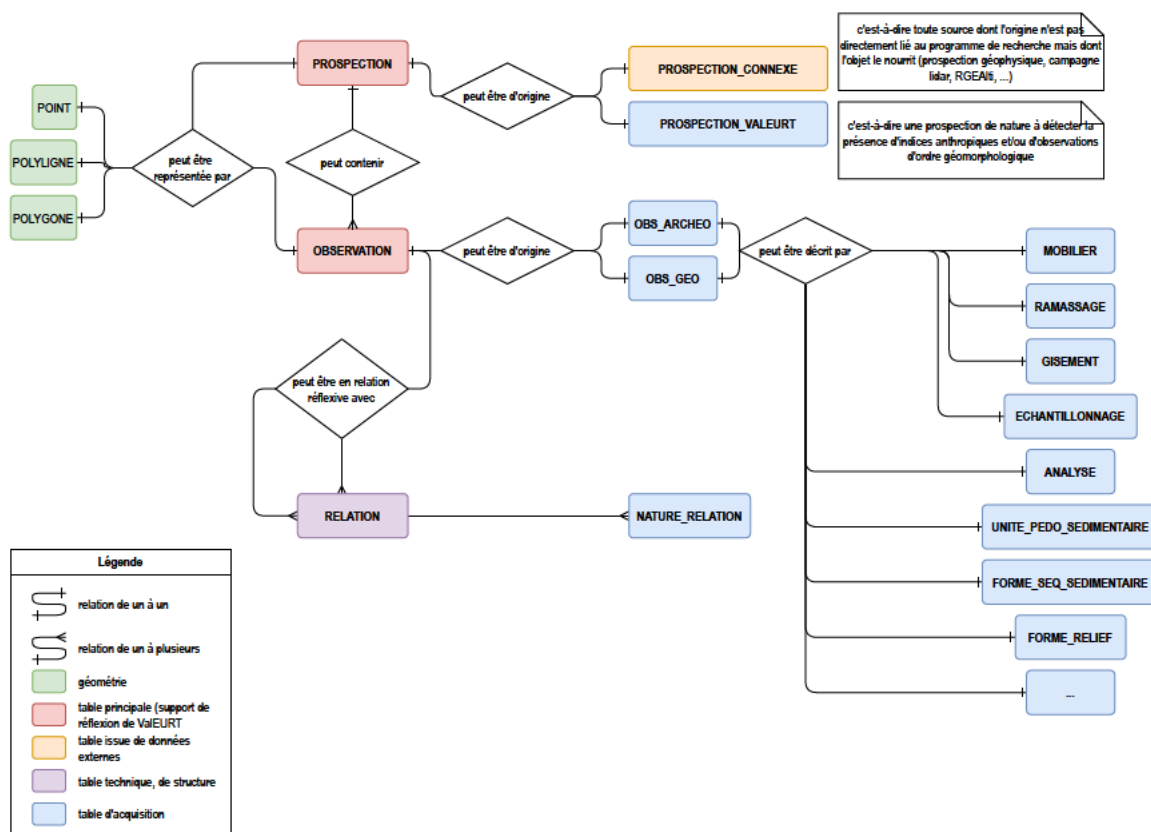 PROSPECTION
peut être d'origine
PROSPECTION_CONNEXE
c'est-à-dire toute source dont l'origine n'est pas
directement lié au programme de recherche mais dont
l'objet le nourrit (prospection géophysique, campagne
lidar, RGEAlti, ...)
PROSPECTION_VALEURT
c'est-à-dire une prospection de nature à détecter la
présence d'indices anthropiques et/ou d'observations
d'ordre géomorphologique
POINT
POLYLIGNE
POLYGONE
peut être
représentée par
peut contenir
OBSERVATION
peut être d'origine
OBS_ARCHEO
OBS_GEO
peut être décrit par
MOBILIER
RAMASSAGE
GISEMENT
ECHANTILLONNAGE
ANALYSE
UNITE_PEDO_SEDIMENTAIRE
FORME_SEQ_SEDIMENTAIRE
FORME_RELIEF
...
peut être en relation
réflexive avec
RELATION
NATURE_RELATION
Légende
relation de un à un
relation de un à plusieurs
géométrie
table principale (support de
réflexion de ValEURT
table issue de données
externes
table technique, de structure
table d'acquisition